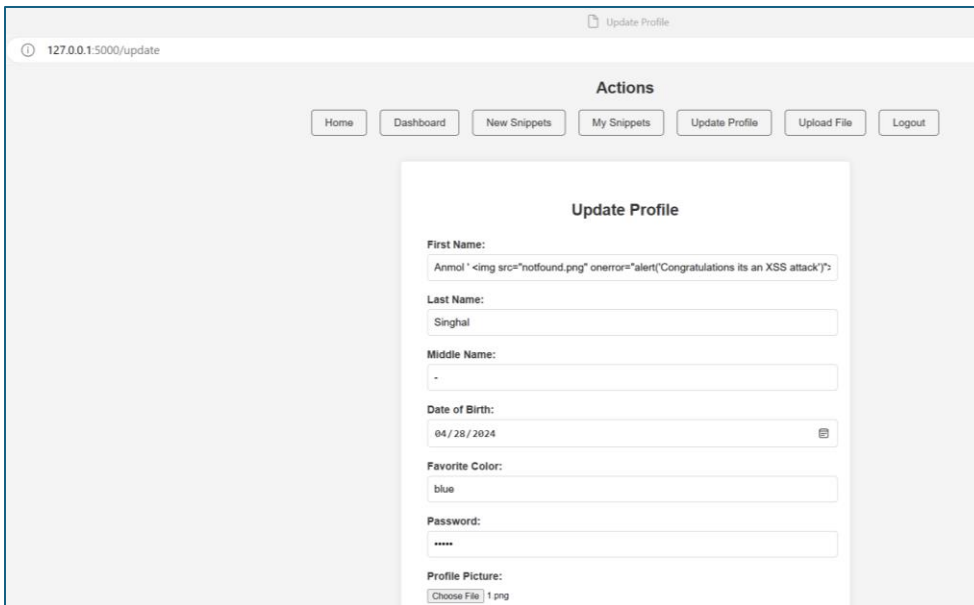 Update Profile
127.0.0.1:5000/update
Actions
Home Dashboard New Snippets My Snippets Update Profile Upload File Logout
Update Profile
First Name:
Anmol ' <img src="notfound.png" onerror="alert('Congratulations its an XSS attack')">
Last Name:
Singhal
Middle Name:
-
Date of Birth:
04/28/2024
Favorite Color:
blue
Password:
•••••
Profile Picture:
Choose File 1.png